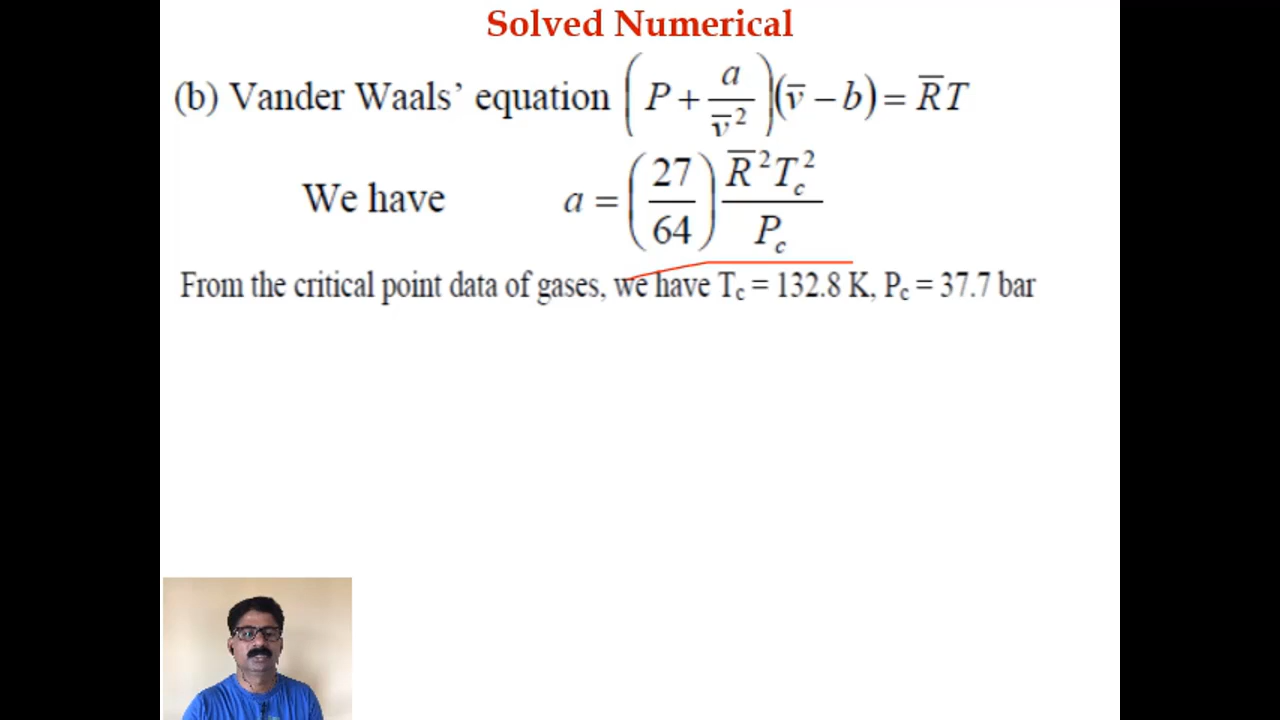 Solved Numerical
(b) Vander Waals’ equation (P + a/v̅²)(v̅ – b) = R̅T
We have a = (27/64) R̅²T_c²/P_c
From the critical point data of gases, we have T_c = 132.8 K, P_c = 37.7 bar